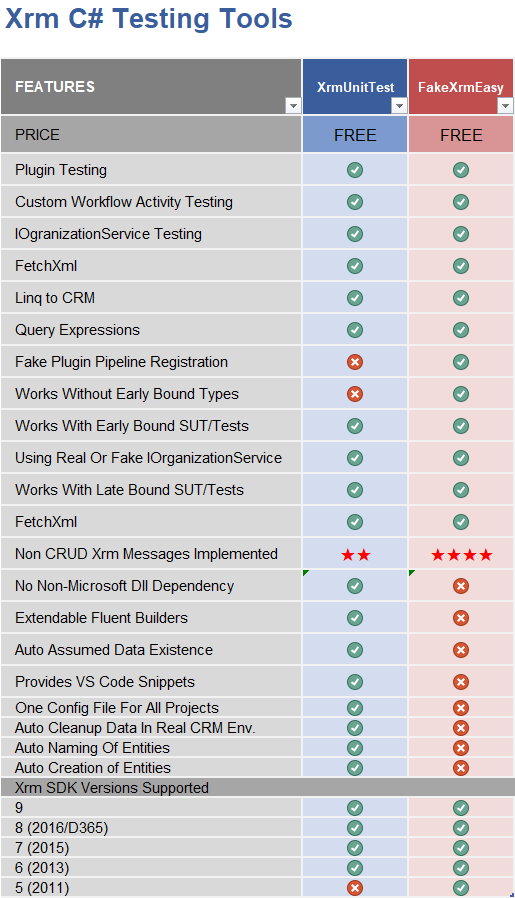 Xrm C# Testing Tools
FEATURES XrmUnitTest FakeXrmEasy
PRICE FREE FREE
Plugin Testing
Custom Workflow Activity Testing
IOgranizationService Testing
FetchXml
Linq to CRM
Query Expressions
Fake Plugin Pipeline Registration
Works Without Early Bound Types
Works With Early Bound SUT/Tests
Using Real Or Fake IOrganizationService
Works With Late Bound SUT/Tests
FetchXml
Non CRUD Xrm Messages Implemented ★★ ★★★★
No Non-Microsoft Dll Dependency
Extendable Fluent Builders
Auto Assumed Data Existence
Provides VS Code Snippets
One Config File For All Projects
Auto Cleanup Data In Real CRM Env.
Auto Naming Of Entities
Auto Creation of Entities
Xrm SDK Versions Supported
9
8 (2016/D365)
7 (2015)
6 (2013)
5 (2011)